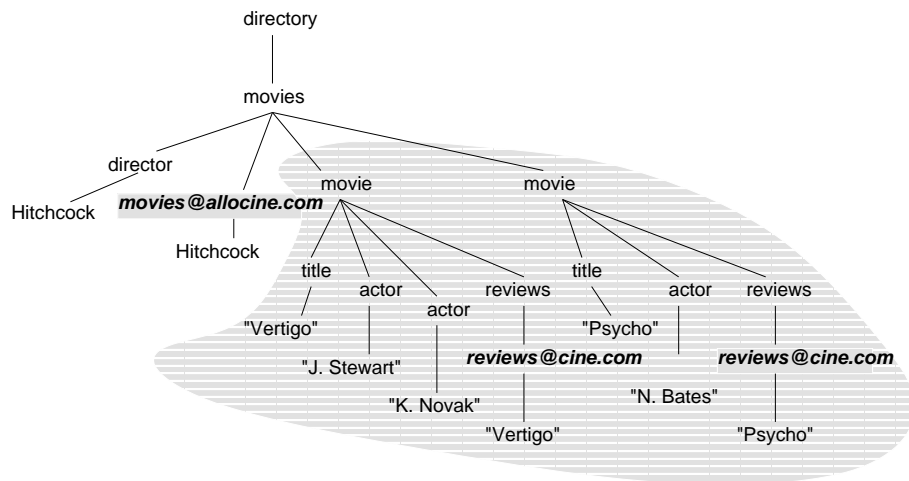 directory
movies
director
movie
movie
Hitchcock
movies@allocine.com
Hitchcock
title
actor
actor
reviews
title
actor
reviews
"Vertigo"
"J. Stewart"
"K. Novak"
reviews@cine.com
"Vertigo"
"Psycho"
"N. Bates"
reviews@cine.com
"Psycho"